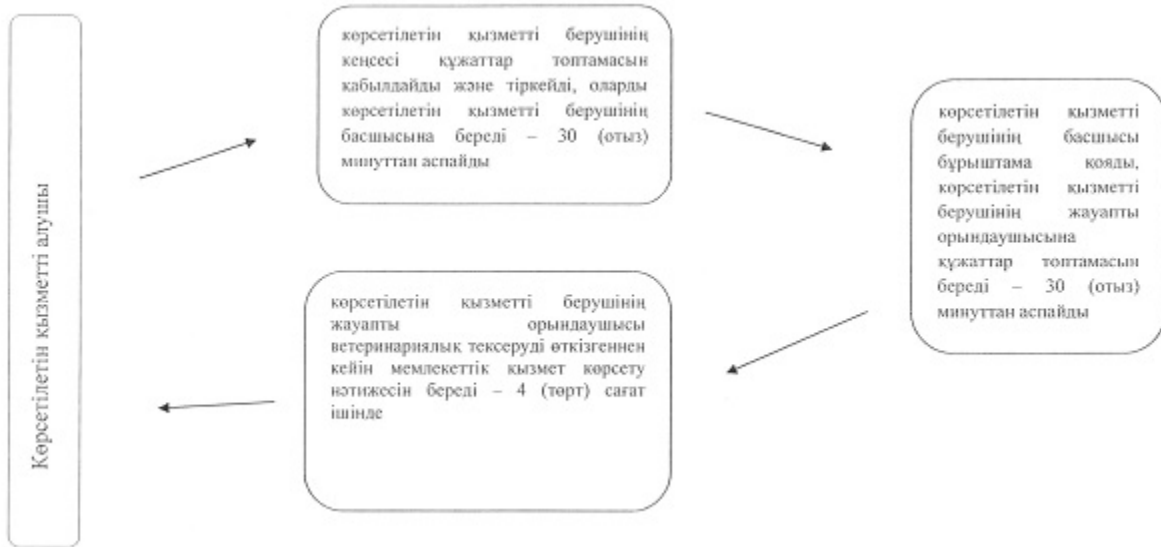 Көрсетілетін қызметті алушы
көрсетілетін қызметті берушінің
кеңсесі құжаттар топтамасын
қабылдайды және тіркейді, оларды
көрсетілетін қызметті берушінің
басшысына береді – 30 (отыз)
минуттан аспайды
көрсетілетін қызметті
берушінің басшысы
бұрыштама қояды,
көрсетілетін қызметті
берушінің жауапты
орындаушысына
құжаттар топтамасын
береді – 30 (отыз)
минуттан аспайды
көрсетілетін қызметті берушінің
жауапты орындаушысы
ветеринариялық тексеруді өткізгеннен
кейін мемлекеттік қызмет көрсету
нәтижесін береді – 4 (төрт) сағат
ішінде